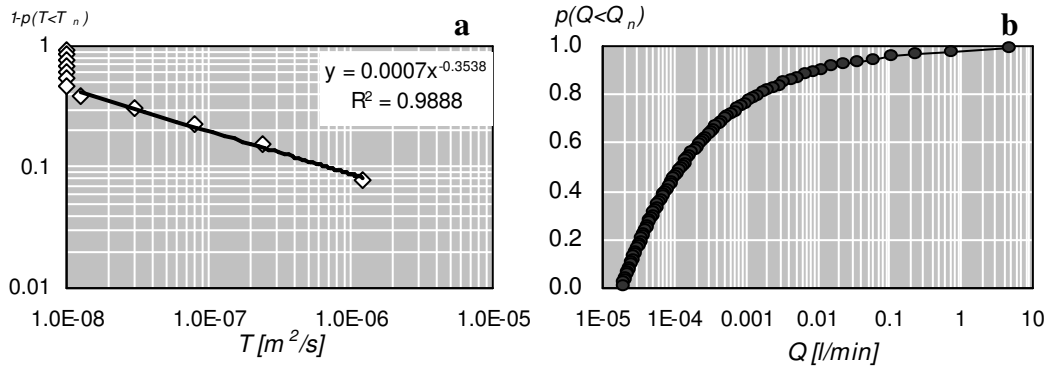 1-p(T<T_n)
a
1
0.1
0.01
y = 0.0007x^-0.3538
R² = 0.9888
1.0E-08 1.0E-07 1.0E-06 1.0E-05
T [m²/s]
p(Q<Q_n)
b
1.0
0.8
0.6
0.4
0.2
0.0
1E-05 1E-04 0.001 0.01 0.1 1 10
Q [l/min]